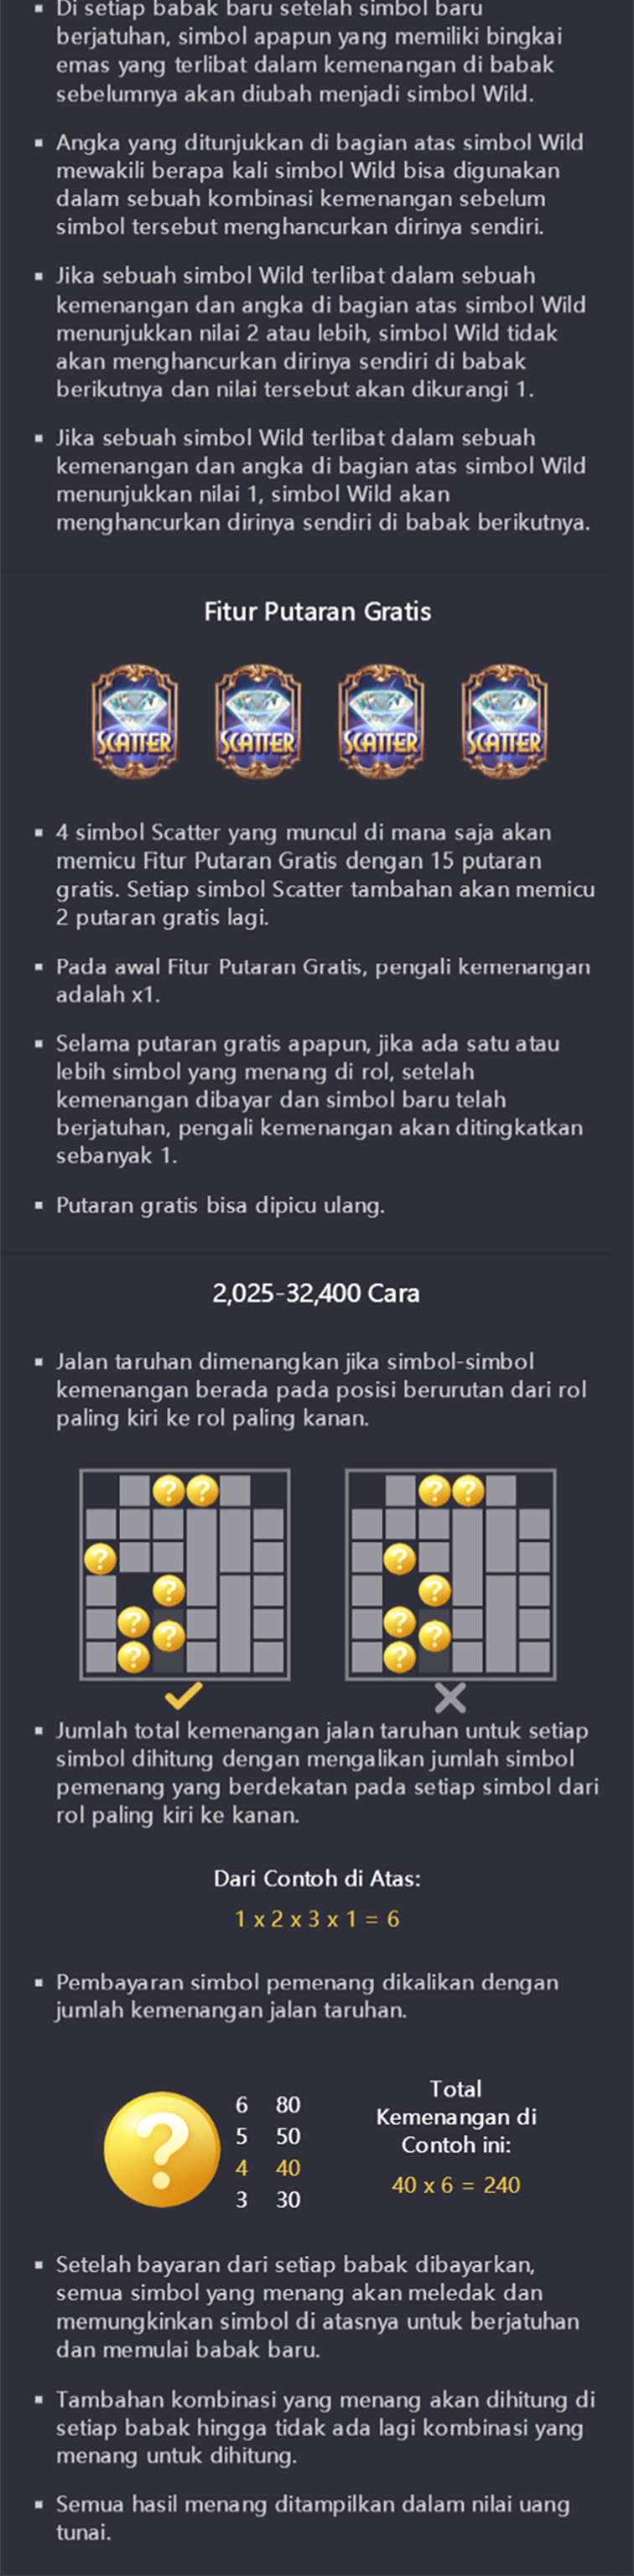 ▪ Di setiap babak baru setelah simbol baru
berjatuhan, simbol apapun yang memiliki bingkai
emas yang terlibat dalam kemenangan di babak
sebelumnya akan diubah menjadi simbol Wild.
▪ Angka yang ditunjukkan di bagian atas simbol Wild
mewakili berapa kali simbol Wild bisa digunakan
dalam sebuah kombinasi kemenangan sebelum
simbol tersebut menghancurkan dirinya sendiri.
▪ Jika sebuah simbol Wild terlibat dalam sebuah
kemenangan dan angka di bagian atas simbol Wild
menunjukkan nilai 2 atau lebih, simbol Wild tidak
akan menghancurkan dirinya sendiri di babak
berikutnya dan nilai tersebut akan dikurangi 1.
▪ Jika sebuah simbol Wild terlibat dalam sebuah
kemenangan dan angka di bagian atas simbol Wild
menunjukkan nilai 1, simbol Wild akan
menghancurkan dirinya sendiri di babak berikutnya.
Fitur Putaran Gratis
SCATTER SCATTER SCATTER SCATTER
▪ 4 simbol Scatter yang muncul di mana saja akan
memicu Fitur Putaran Gratis dengan 15 putaran
gratis. Setiap simbol Scatter tambahan akan memicu
2 putaran gratis lagi.
▪ Pada awal Fitur Putaran Gratis, pengali kemenangan
adalah x1.
▪ Selama putaran gratis apapun, jika ada satu atau
lebih simbol yang menang di rol, setelah
kemenangan dibayar dan simbol baru telah
berjatuhan, pengali kemenangan akan ditingkatkan
sebanyak 1.
▪ Putaran gratis bisa dipicu ulang.
2,025-32,400 Cara
▪ Jalan taruhan dimenangkan jika simbol-simbol
kemenangan berada pada posisi berurutan dari rol
paling kiri ke rol paling kanan.
? ? ? ?
? ?
? ?
? ? ? ?
? ?
▪ Jumlah total kemenangan jalan taruhan untuk setiap
simbol dihitung dengan mengalikan jumlah simbol
pemenang yang berdekatan pada setiap simbol dari
rol paling kiri ke kanan.
Dari Contoh di Atas:
1 x 2 x 3 x 1 = 6
▪ Pembayaran simbol pemenang dikalikan dengan
jumlah kemenangan jalan taruhan.
?
6 80
5 50
4 40
3 30
Total
Kemenangan di
Contoh ini:
40 x 6 = 240
▪ Setelah bayaran dari setiap babak dibayarkan,
semua simbol yang menang akan meledak dan
memungkinkan simbol di atasnya untuk berjatuhan
dan memulai babak baru.
▪ Tambahan kombinasi yang menang akan dihitung di
setiap babak hingga tidak ada lagi kombinasi yang
menang untuk dihitung.
▪ Semua hasil menang ditampilkan dalam nilai uang
tunai.